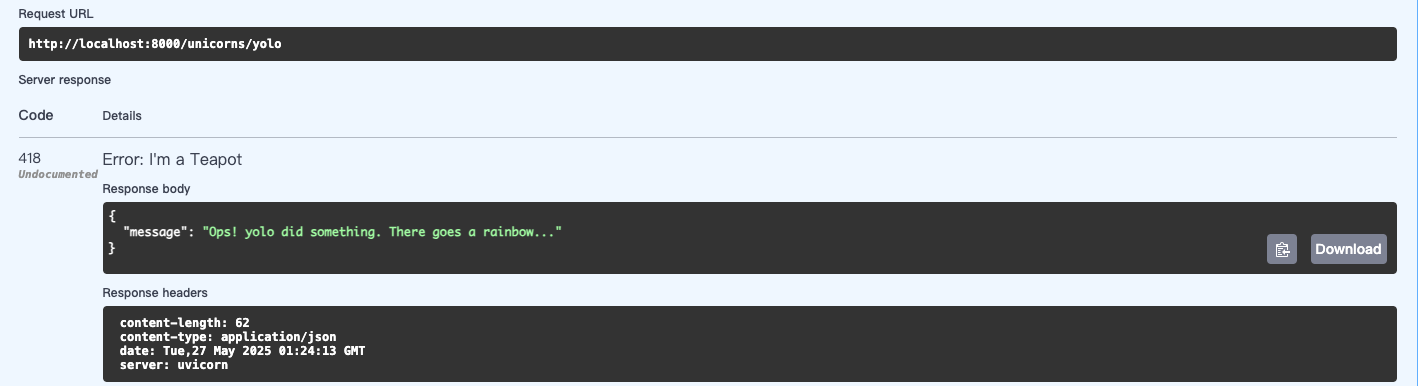 Request URL
http://localhost:8000/unicorns/yolo
Server response
Code Details
418 Error: I'm a Teapot
Undocumented
Response body
{
"message": "Ops! yolo did something. There goes a rainbow..."
}
Download
Response headers
content-length: 62
content-type: application/json
date: Tue,27 May 2025 01:24:13 GMT
server: uvicorn